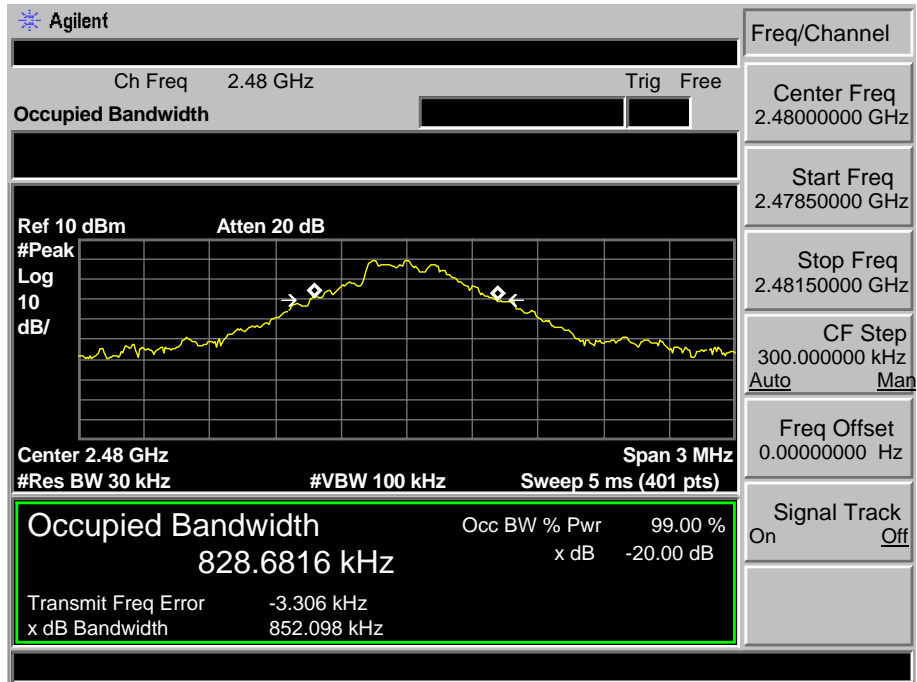 Agilent
Freq/Channel
Ch Freq 2.48 GHz Trig Free
Occupied Bandwidth
Center Freq
2.48000000 GHz
Start Freq
2.47850000 GHz
Ref 10 dBm Atten 20 dB
#Peak
Log
10
dB/
Stop Freq
2.48150000 GHz
CF Step
300.000000 kHz
Auto Man
Freq Offset
0.00000000 Hz
Center 2.48 GHz Span 3 MHz
#Res BW 30 kHz #VBW 100 kHz Sweep 5 ms (401 pts)
Signal Track
On Off
Occupied Bandwidth Occ BW % Pwr 99.00 %
828.6816 kHz x dB -20.00 dB
Transmit Freq Error -3.306 kHz
x dB Bandwidth 852.098 kHz